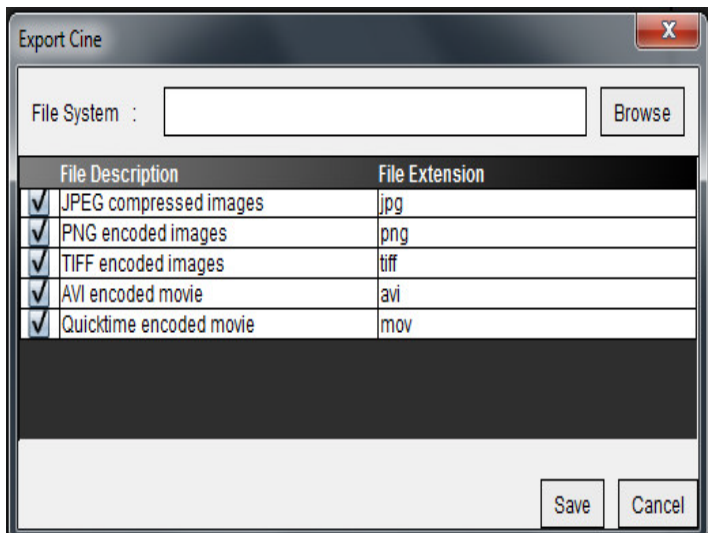 Export Cine
X
File System :
Browse
File Description File Extension
JPEG compressed images jpg
PNG encoded images png
TIFF encoded images tiff
AVI encoded movie avi
Quicktime encoded movie mov
Save Cancel